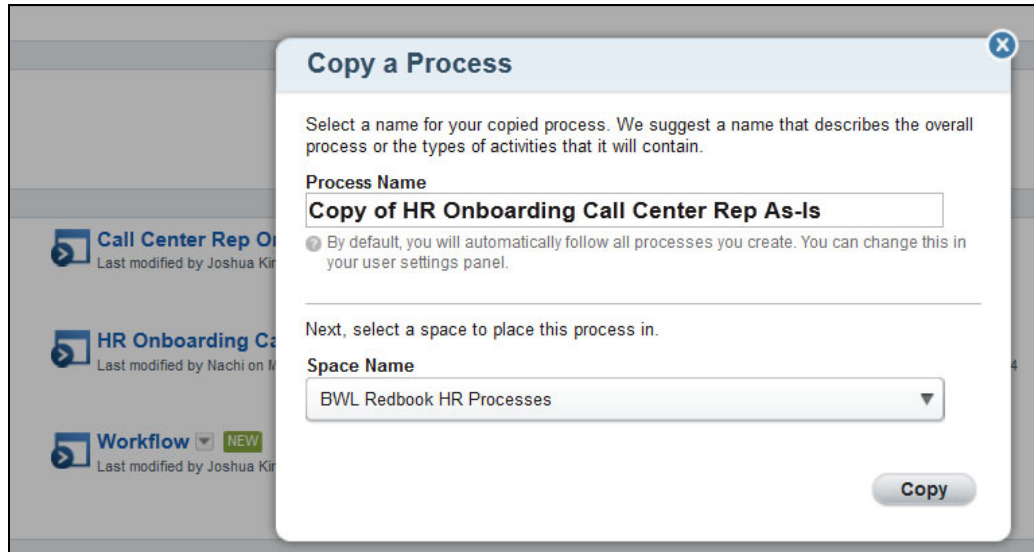 Copy a Process
Select a name for your copied process. We suggest a name that describes the overall
process or the types of activities that it will contain.
Process Name
Copy of HR Onboarding Call Center Rep As-Is
By default, you will automatically follow all processes you create. You can change this in
your user settings panel.
Next, select a space to place this process in.
Space Name
BWL Redbook HR Processes
Copy
Call Center Rep
Last modified by Joshua
HR Onboarding
Last modified by Nachi on
4
Workflow NEW
Last modified by Joshua